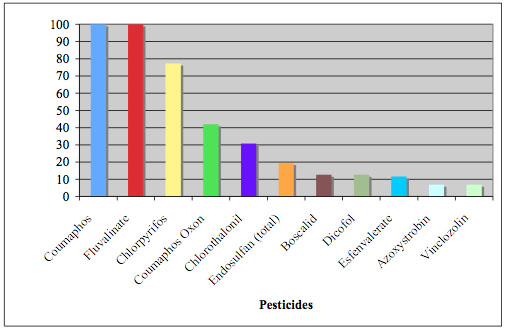 100
90
80
70
60
50
40
30
20
10
0
Coumaphos
Fluvalinate
Chlorpyrifos
Coumaphos Oxon
Chlorothalonil
Endosulfan (total)
Boscalid
Dicofol
Esfenvalerate
Azoxystrobin
Vinclozolin
Pesticides